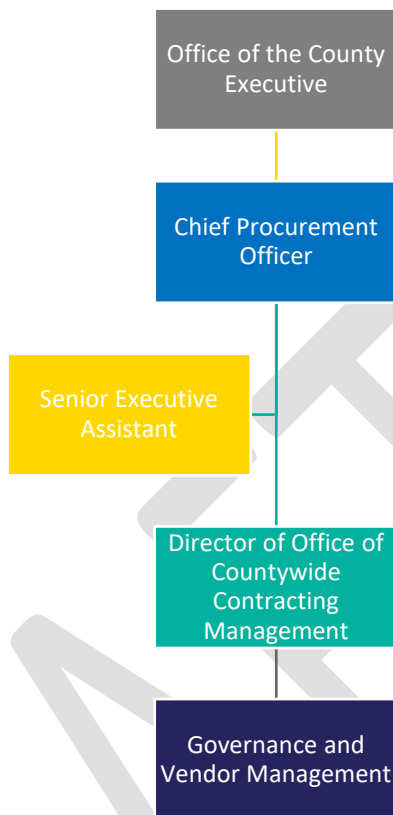 Office of the County
Executive
Chief Procurement
Officer
Senior Executive
Assistant
Director of Office of
Countywide
Contracting
Management
Governance and
Vendor Management